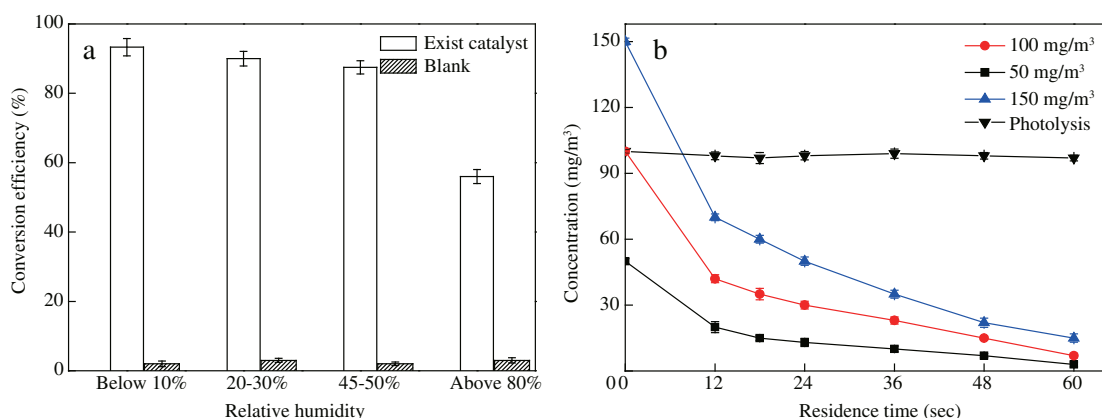 a
Exist catalyst
Blank
100
80
60
40
20
0
Conversion efficiency (%)
Below 10%
20-30%
45-50%
Above 80%
Relative humidity
b
100 mg/m³
50 mg/m³
150 mg/m³
Photolysis
150
120
90
60
30
0
Concentration (mg/m³)
0
12
24
36
48
60
Residence time (sec)